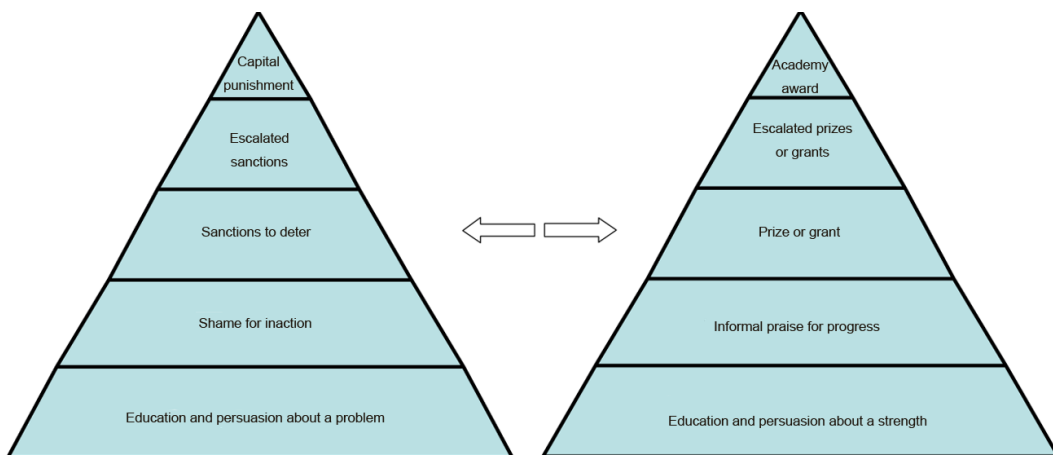 Capital
punishment
Escalated
sanctions
Sanctions to deter
Shame for inaction
Education and persuasion about a problem
Academy
award
Escalated prizes
or grants
Prize or grant
Informal praise for progress
Education and persuasion about a strength